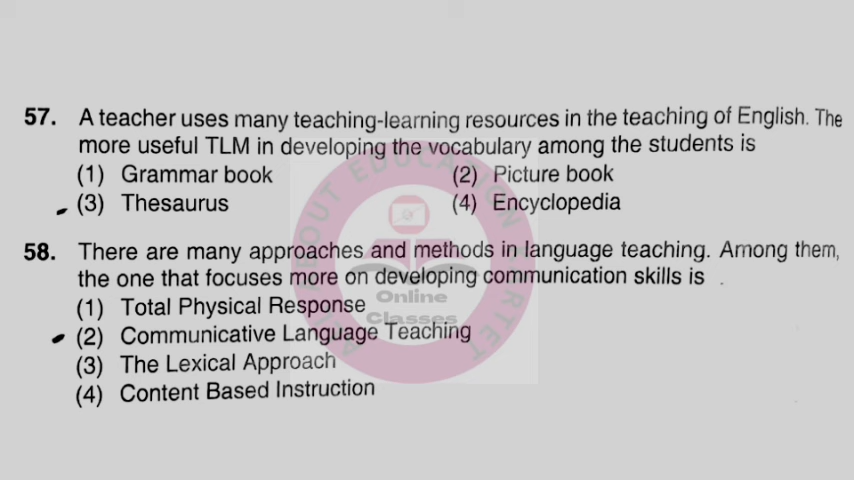 57. A teacher uses many teaching-learning resources in the teaching of English. The
more useful TLM in developing the vocabulary among the students is
(1) Grammar book (2) Picture book
(3) Thesaurus (4) Encyclopedia
58. There are many approaches and methods in language teaching. Among them,
the one that focuses more on developing communication skills is
(1) Total Physical Response
(2) Communicative Language Teaching
(3) The Lexical Approach
(4) Content Based Instruction
Online
Classes